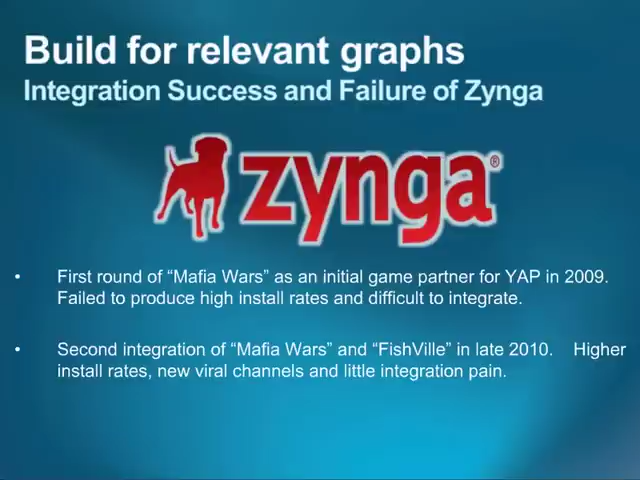 Build for relevant graphs
Integration Success and Failure of Zynga
zynga®
• First round of “Mafia Wars” as an initial game partner for YAP in 2009.
Failed to produce high install rates and difficult to integrate.
• Second integration of “Mafia Wars” and “FishVille” in late 2010. Higher
install rates, new viral channels and little integration pain.